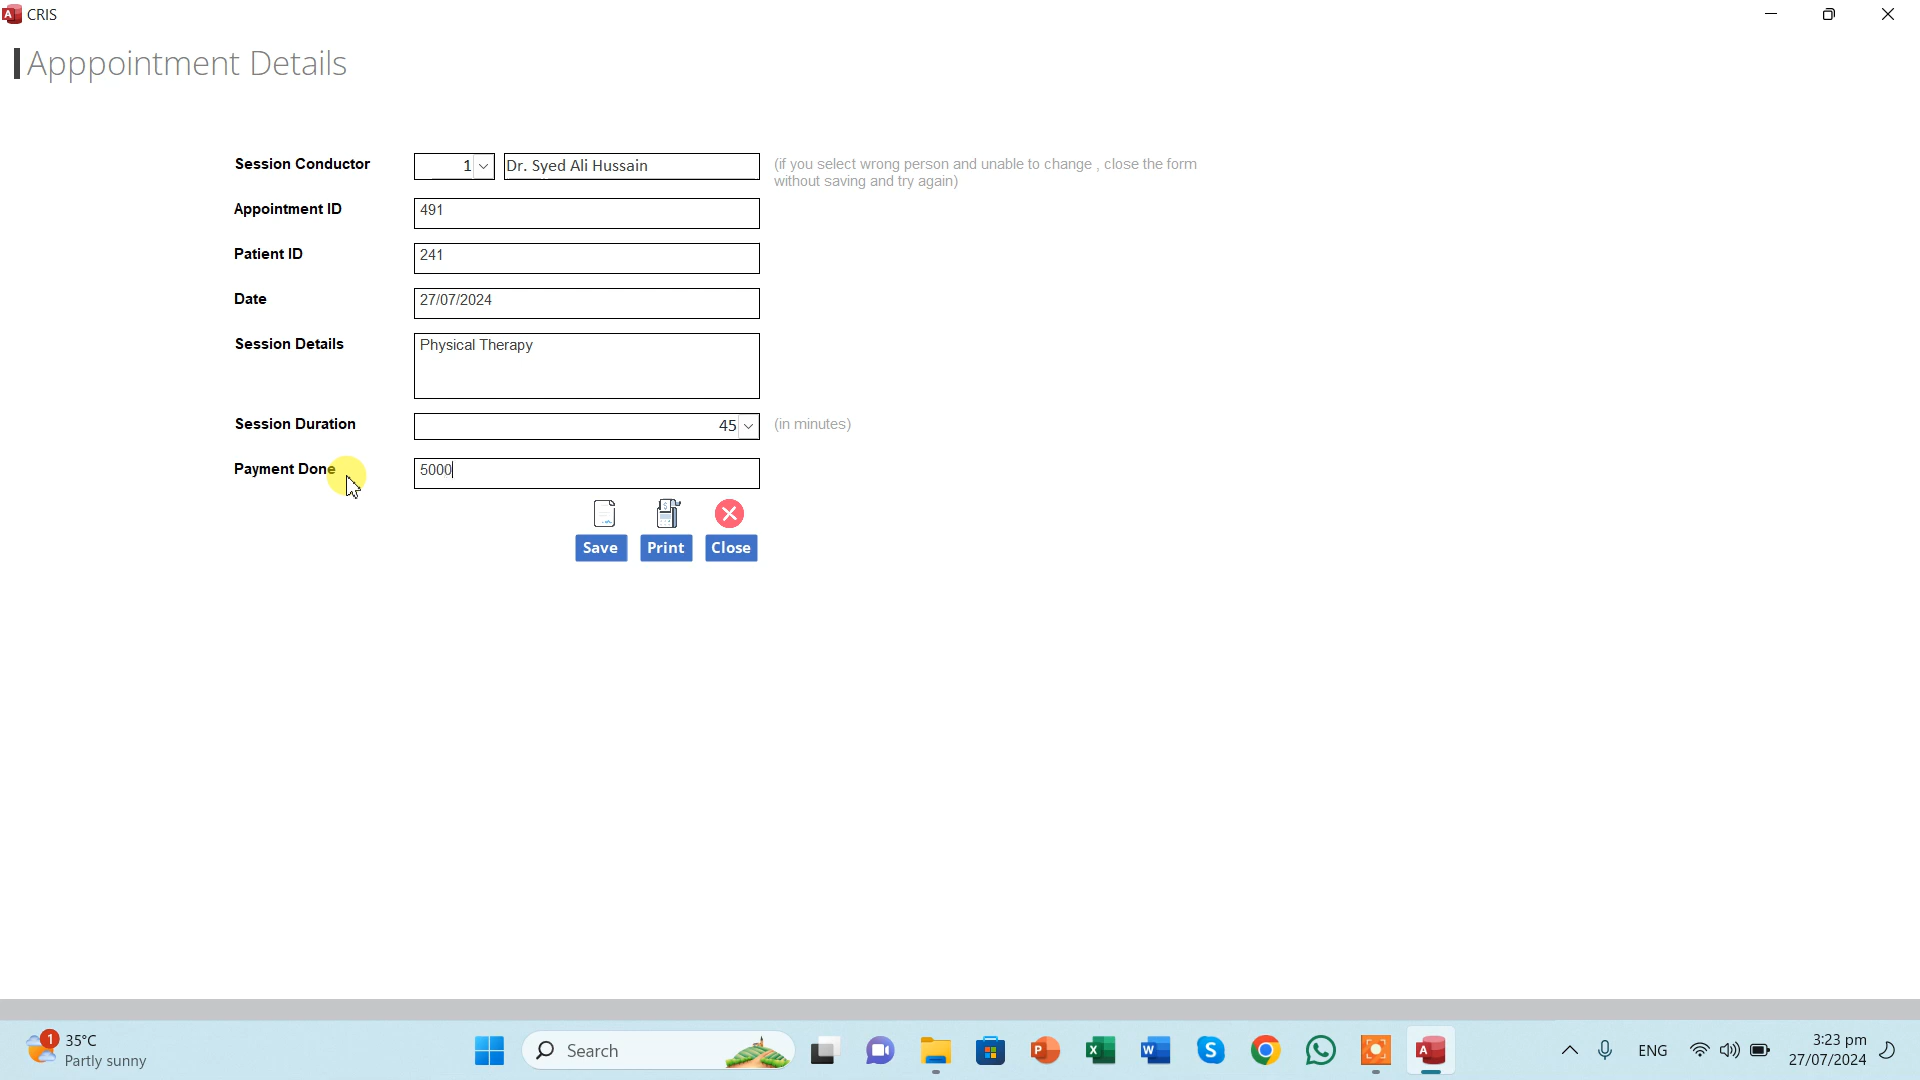 CRIS
Apppointment Details
Session Conductor 1 Dr. Syed Ali Hussain (if you select wrong person and unable to change , close the form
without saving and try again)
Appointment ID 491
Patient ID 241
Date 27/07/2024
Session Details Physical Therapy
Session Duration 45 (in minutes)
Payment Done 5000
Save Print Close
1 35°C
Partly sunny
Search
ENG
3:23 pm
27/07/2024